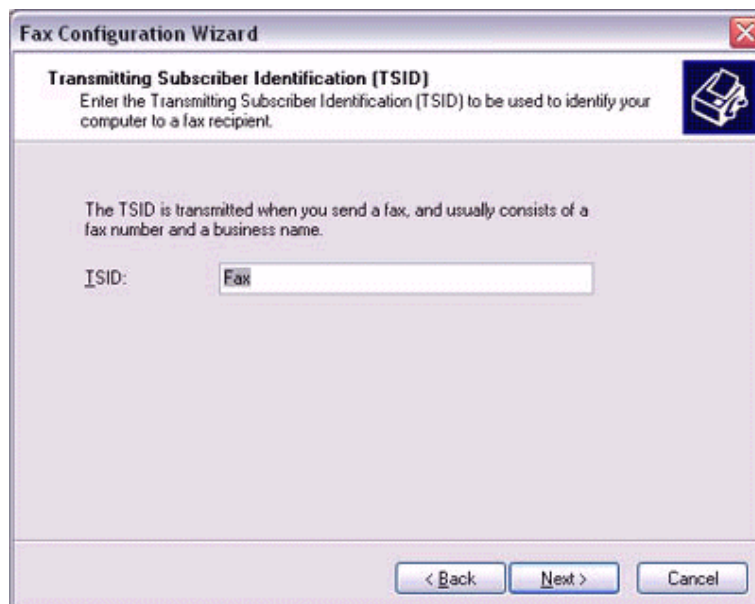 Fax Configuration Wizard
Transmitting Subscriber Identification (TSID)
Enter the Transmitting Subscriber Identification (TSID) to be used to identify your
computer to a fax recipient.
The TSID is transmitted when you send a fax, and usually consists of a
fax number and a business name.
TSID: Fax
< Back Next > Cancel